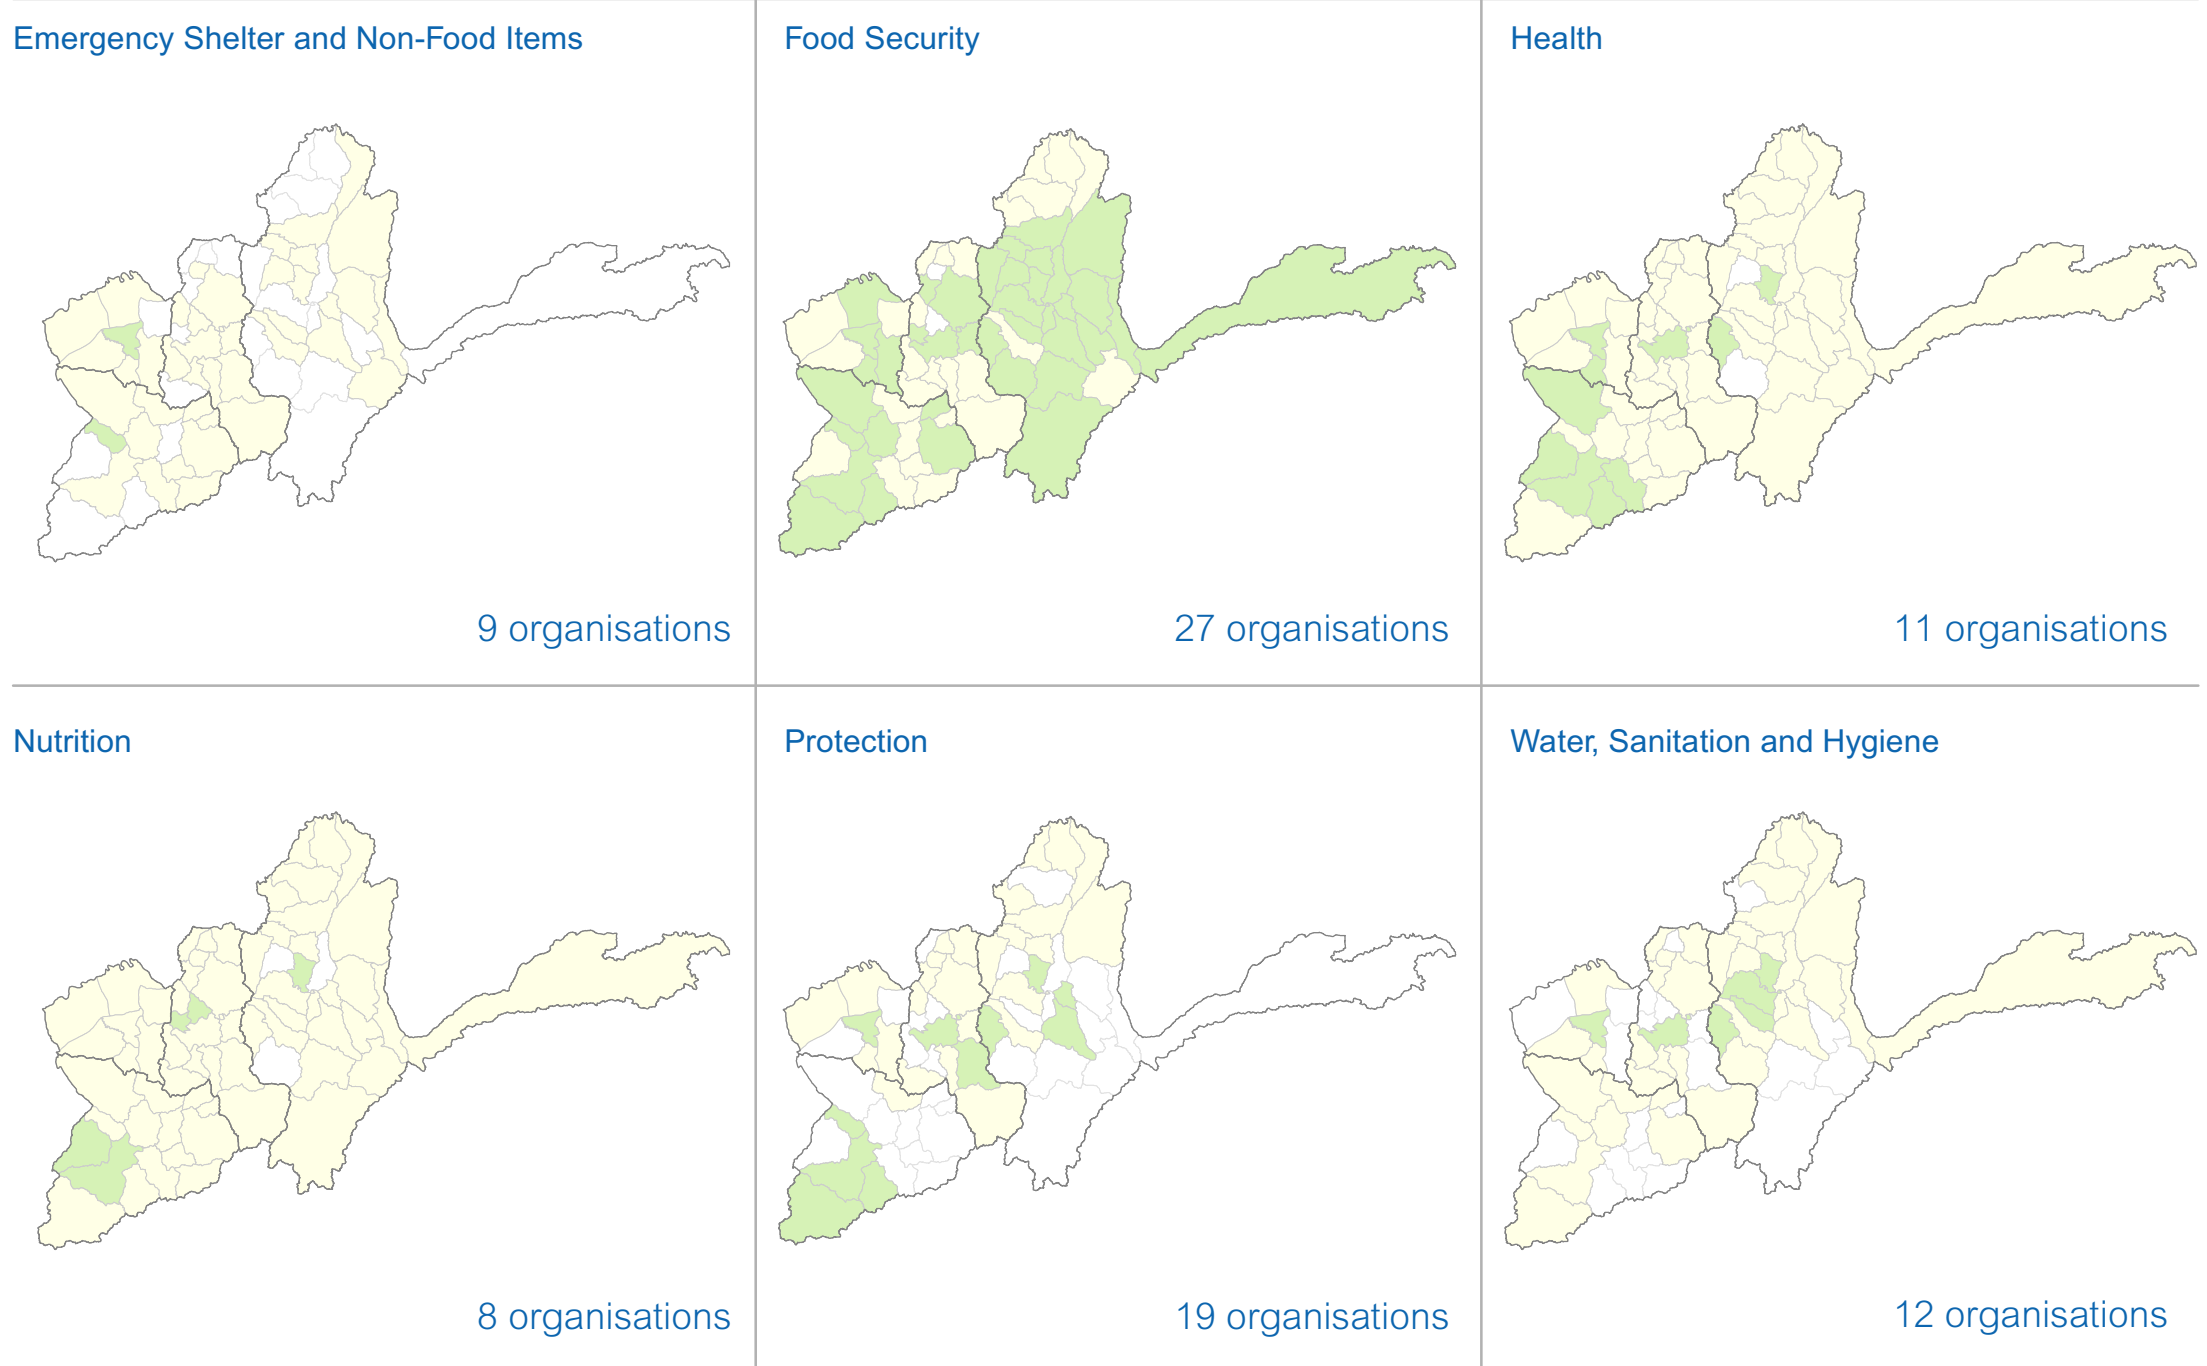 Emergency Shelter and Non-Food Items
Food Security
Health
9 organisations
27 organisations
11 organisations
Nutrition
Protection
Water, Sanitation and Hygiene
8 organisations
19 organisations
12 organisations